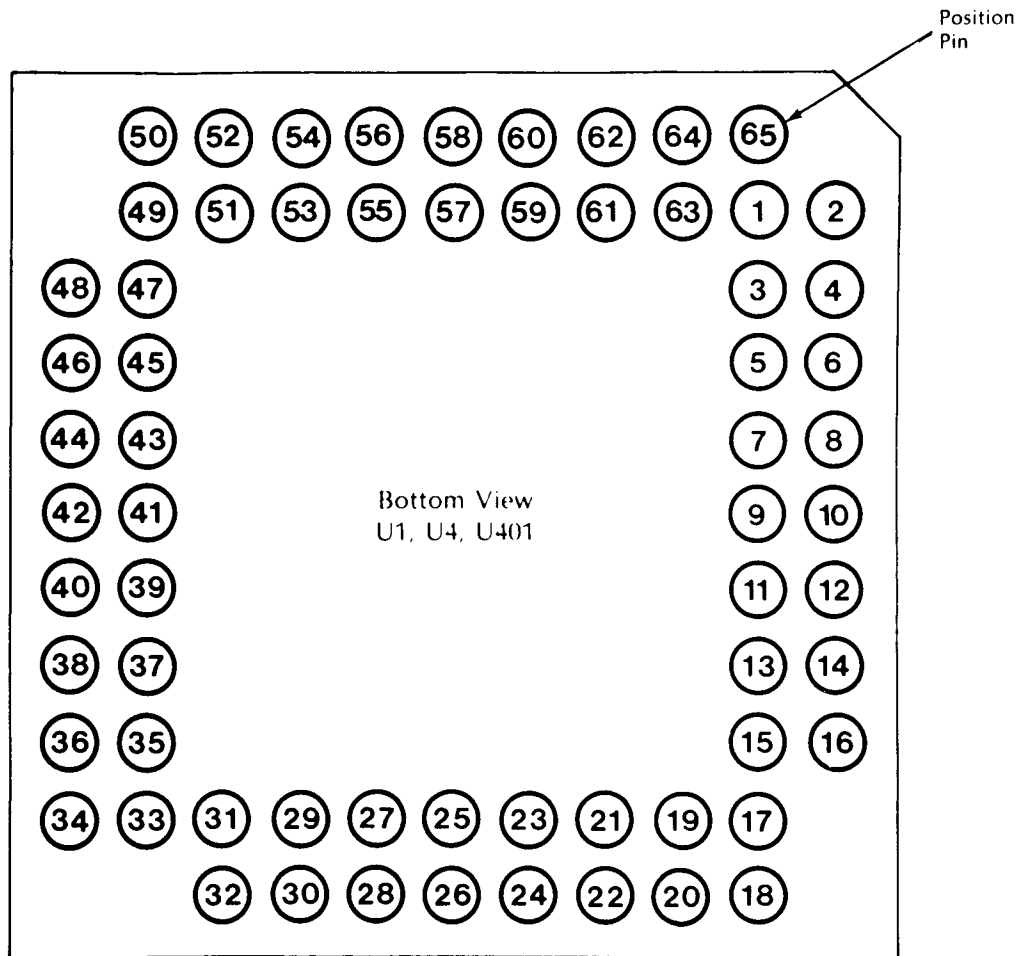 Position
Pin
50 52 54 56 58 60 62 64 65
49 51 53 55 57 59 61 63 1 2
48 47 3 4
46 45 5 6
44 43 7 8
Bottom View
42 41 9 10
U1, U4, U401
40 39 11 12
38 37 13 14
36 35 15 16
34 33 31 29 27 25 23 21 19 17
32 30 28 26 24 22 20 18